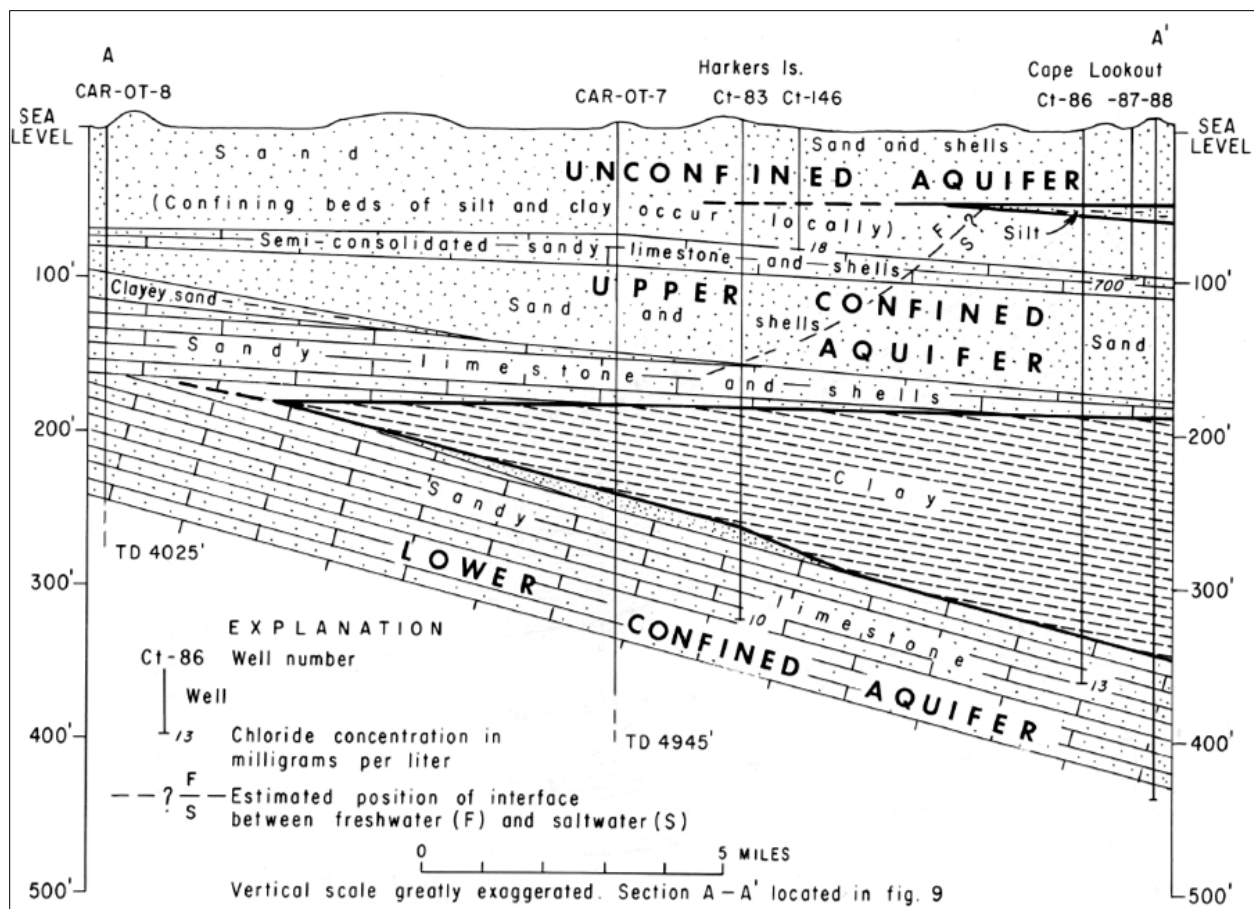 A
A'
Harkers Is.
Cape Lookout
CAR-OT-8
CAR-OT-7
Ct-83 Ct-146
Ct-86 -87-88
SEA LEVEL
SEA LEVEL
Sand
Sand and shells
UNCONFINED AQUIFER
(Confining beds of silt and clay occur locally)
F
?
S
Silt
Semi-consolidated sandy limestone and shells
18
100'
700
100'
Clayey sand
UPPER CONFINED AQUIFER
Sand and shells
Sand
Sandy limestone and shells
200'
200'
Clay
Sandy limestone
TD 4025'
LOWER CONFINED AQUIFER
300'
300'
10
13
EXPLANATION
Ct-86 Well number
Well
13 Chloride concentration in
milligrams per liter
400'
TD 4945'
400'
? F Estimated position of interface
S between freshwater (F) and saltwater (S)
0 5 MILES
500'
Vertical scale greatly exaggerated. Section A-A' located in fig. 9
500'